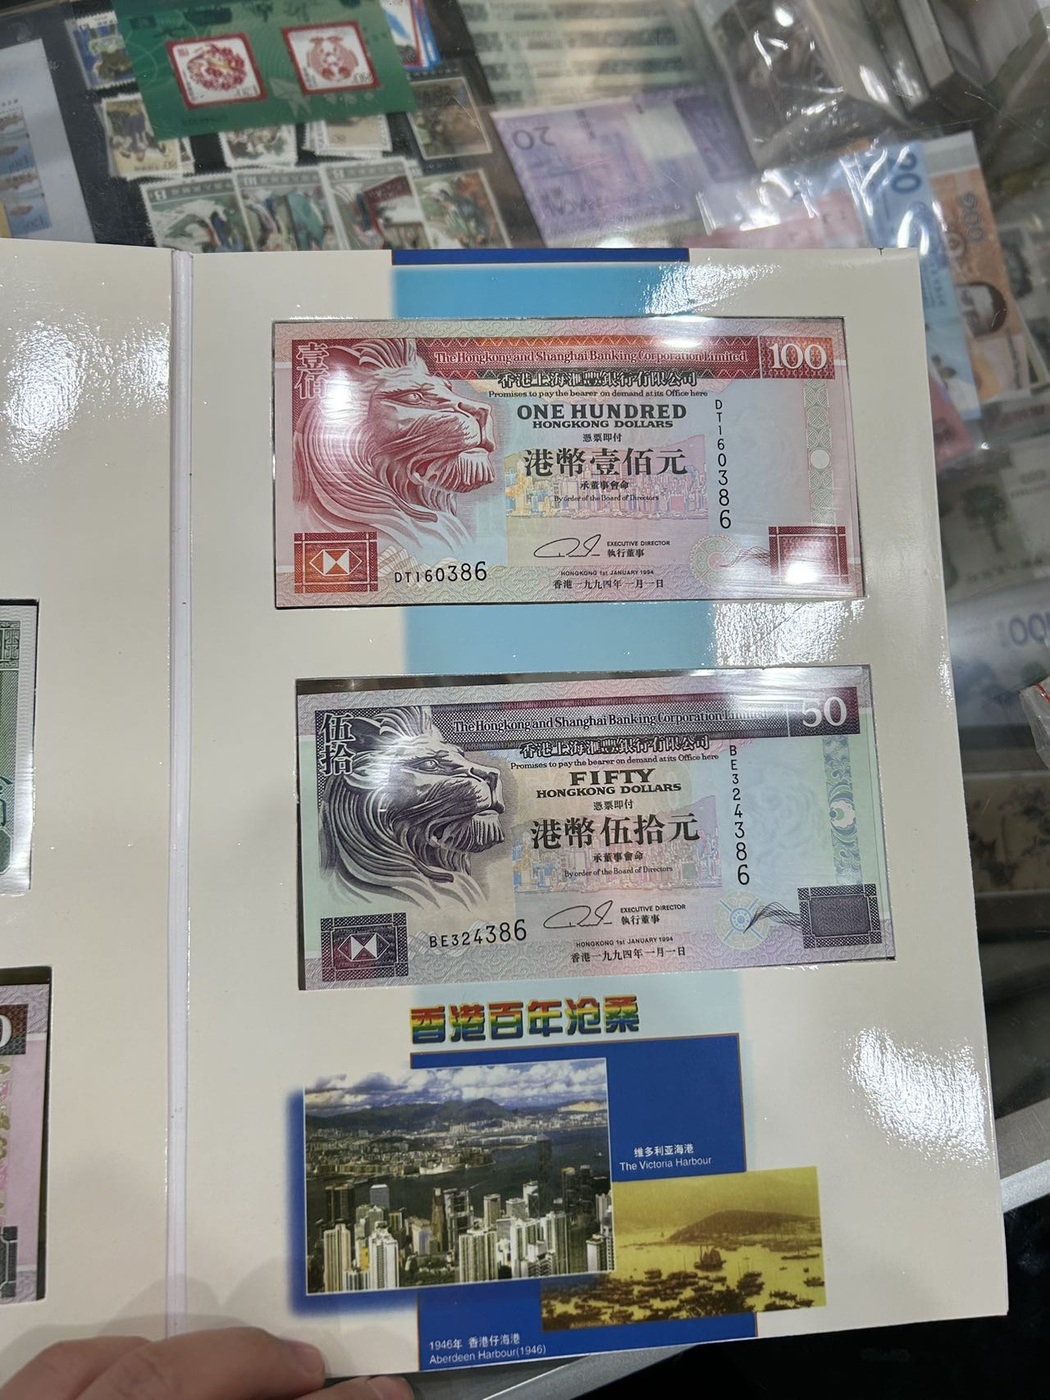 20
20
壹佰
The Hongkong and Shanghai Banking Corporation Limited
100
香港上海滙豐銀行有限公司
Promises to pay the bearer on demand at its Office here
ONE HUNDRED
HONGKONG DOLLARS
憑票即付
港幣壹佰元
承董事會命
By order of the Board of Directors
DT160386
EXECUTIVE DIRECTOR
執行董事
HONGKONG 1st JANUARY 1994
香港一九九四年一月一日
DT160386
伍拾
The Hongkong and Shanghai Banking Corporation Limited
50
香港上海滙豐銀行有限公司
Promises to pay the bearer on demand at its Office here
FIFTY
HONGKONG DOLLARS
憑票即付
港幣伍拾元
承董事會命
By order of the Board of Directors
BE324386
EXECUTIVE DIRECTOR
執行董事
HONGKONG 1st JANUARY 1994
香港一九九四年一月一日
BE324386
香港百年沧桑
维多利亚海港
The Victoria Harbour
1946年 香港仔海港
Aberdeen Harbour(1946)